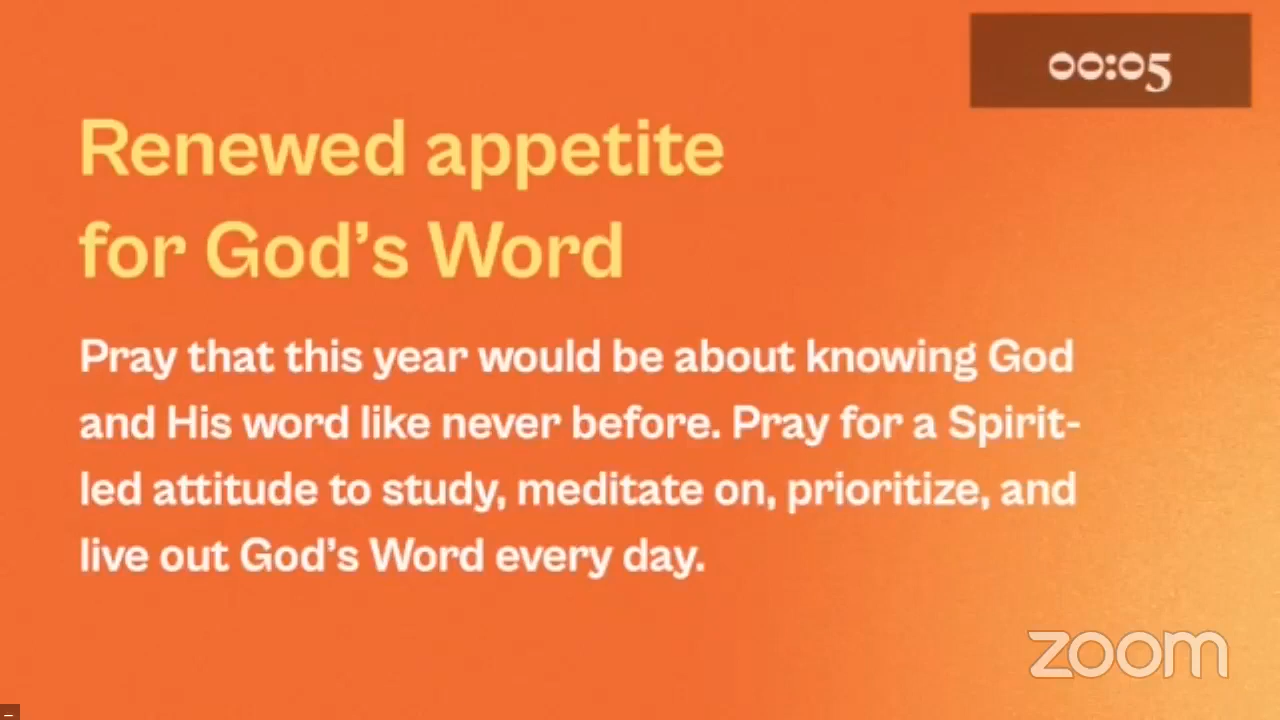 00:05
Renewed appetite
for God’s Word
Pray that this year would be about knowing God
and His word like never before. Pray for a Spirit-
led attitude to study, meditate on, prioritize, and
live out God’s Word every day.
zoom